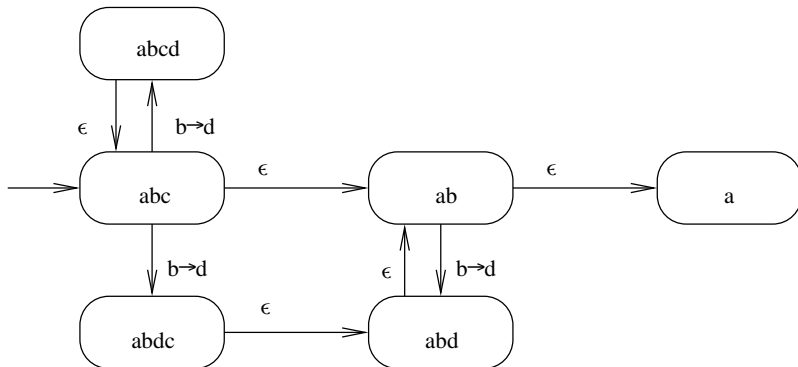 abcd
ϵ b→d
abc ϵ ab ϵ a
b→d ϵ b→d
abdc ϵ abd